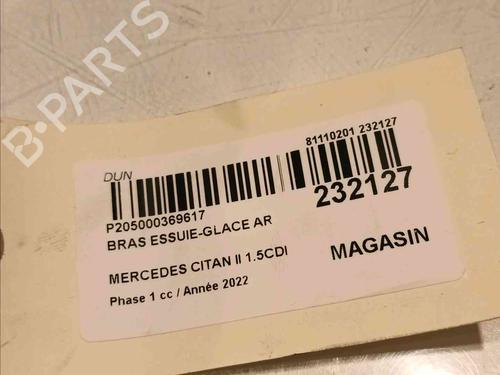 B-PARTS
DUN
81110201 232127
P205000369617
232127
BRAS ESSUIE-GLACE AR
MERCEDES CITAN II 1.5CDI
MAGASIN
Phase 1 cc / Année 2022